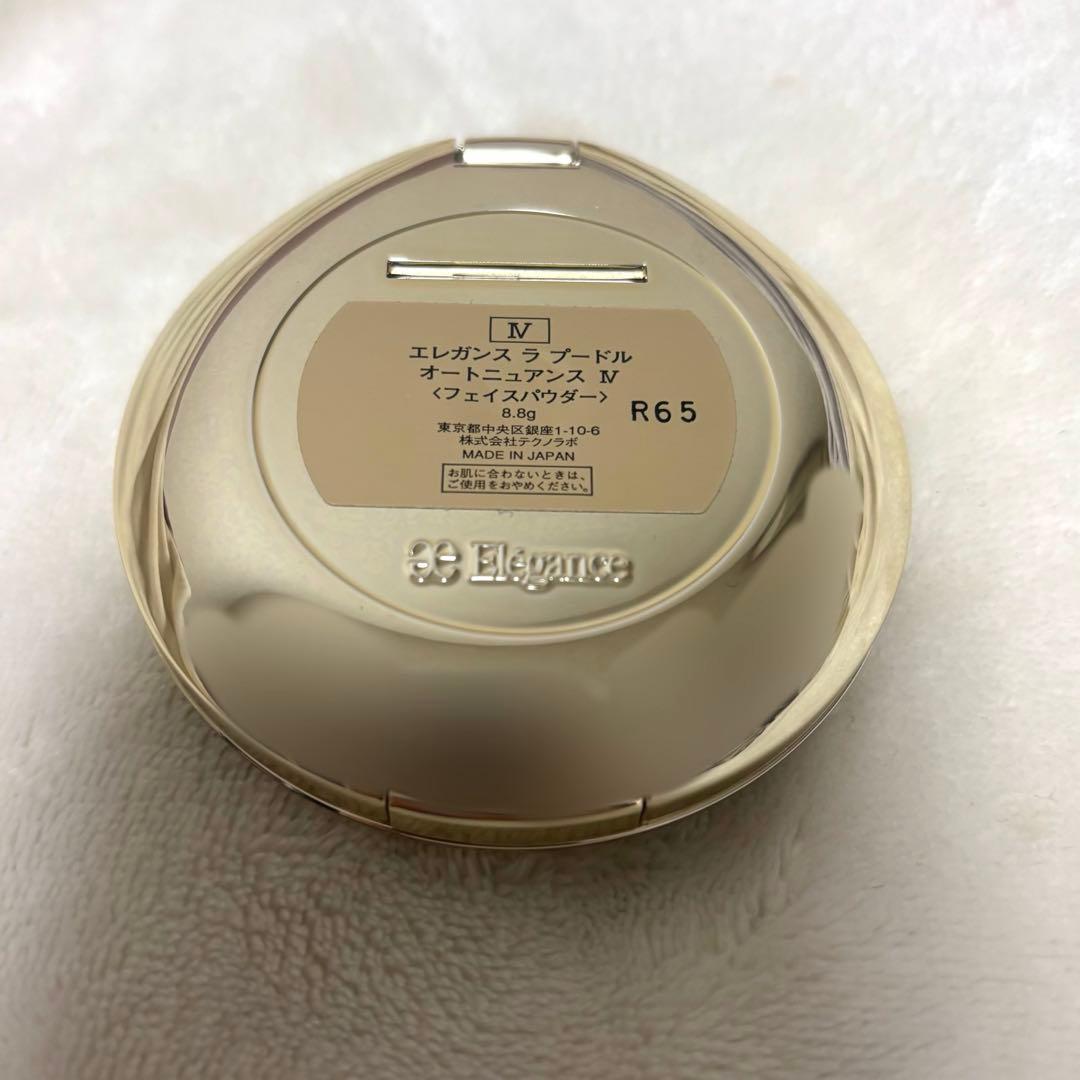 Ⅳ
エレガンス ラ プードル
オートニュアンス Ⅳ
〈フェイスパウダー〉
8.8g
R65
東京都中央区銀座1-10-6
株式会社テクノラボ
MADE IN JAPAN
お肌に合わないときは、
ご使用をおやめください。
Elégance